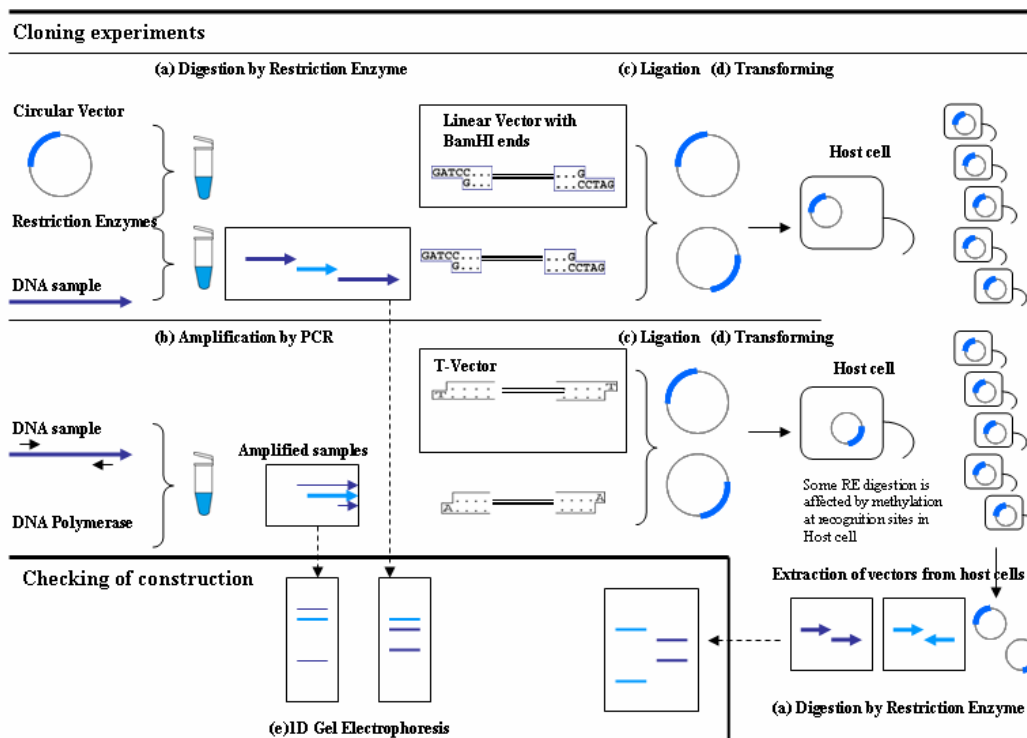 Cloning experiments
(a) Digestion by Restriction Enzyme
(c) Ligation (d) Transforming
Circular Vector
Linear Vector with
BamHI ends
GATCC...
G...
...G
...CCTAG
Host cell
Restriction Enzymes
GATCC...
G...
...G
...CCTAG
DNA sample
(b) Amplification by PCR
(c) Ligation (d) Transforming
T-Vector
T
T
Host cell
DNA sample
Amplified samples
A
A
DNA Polymerase
Some RE digestion is
affected by methylation
at recognition sites in
Host cell
Checking of construction
Extraction of vectors from host cells
(e)1D Gel Electrophoresis
(a) Digestion by Restriction Enzyme